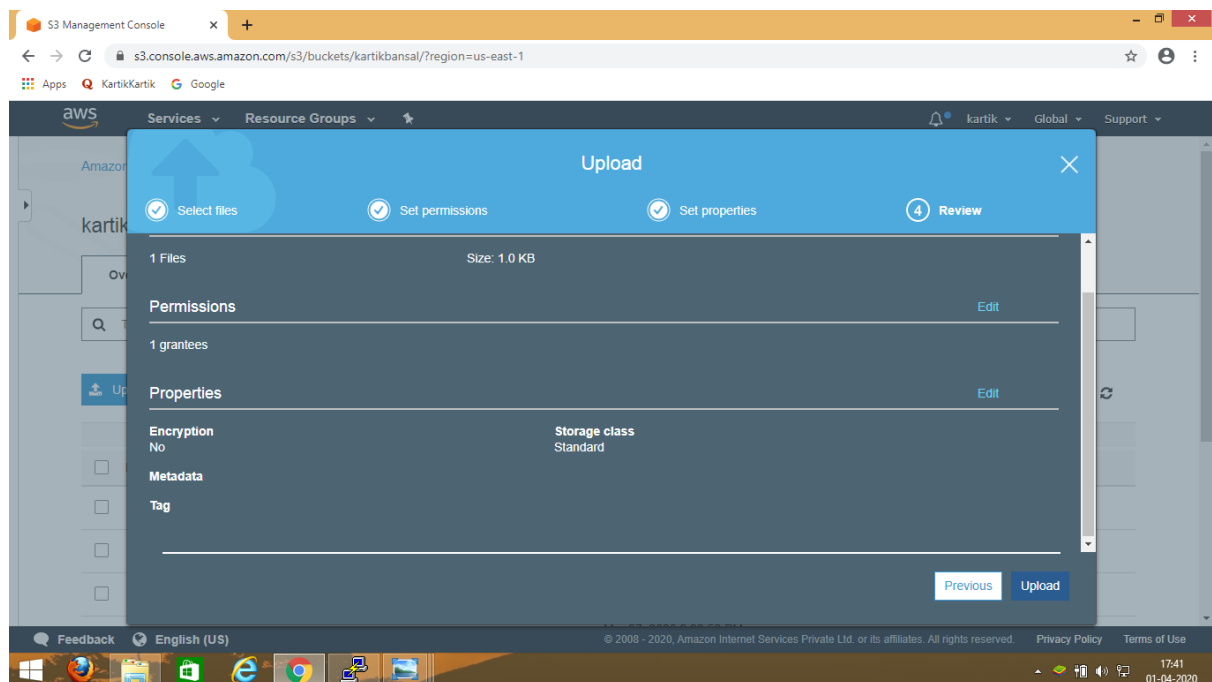 S3 Management Console
s3.console.aws.amazon.com/s3/buckets/kartikbansal/?region=us-east-1
Apps KartikKartik Google
aws Services Resource Groups kartik Global Support
Amazon
Upload
Select files Set permissions Set properties 4 Review
kartik
1 Files Size: 1.0 KB
Ov
Permissions Edit
1 grantees
Up
Properties Edit
Encryption Storage class
No Standard
Metadata
Tag
Previous Upload
Feedback English (US) © 2008 - 2020, Amazon Internet Services Private Ltd. or its affiliates. All rights reserved. Privacy Policy Terms of Use
17:41
01-04-2020